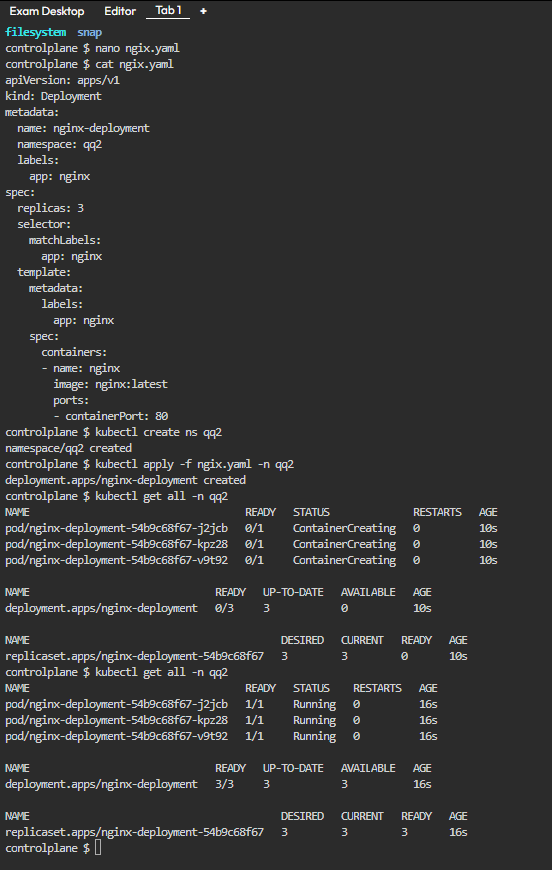 Exam Desktop Editor Tab 1 +
filesystem snap
controlplane $ nano ngix.yaml
controlplane $ cat ngix.yaml
apiVersion: apps/v1
kind: Deployment
metadata:
  name: nginx-deployment
  namespace: qq2
  labels:
    app: nginx
spec:
  replicas: 3
  selector:
    matchLabels:
      app: nginx
  template:
    metadata:
      labels:
        app: nginx
    spec:
      containers:
      - name: nginx
        image: nginx:latest
        ports:
        - containerPort: 80
controlplane $ kubectl create ns qq2
namespace/qq2 created
controlplane $ kubectl apply -f ngix.yaml -n qq2
deployment.apps/nginx-deployment created
controlplane $ kubectl get all -n qq2
NAME READY STATUS RESTARTS AGE
pod/nginx-deployment-54b9c68f67-j2jcb 0/1 ContainerCreating 0 10s
pod/nginx-deployment-54b9c68f67-kpz28 0/1 ContainerCreating 0 10s
pod/nginx-deployment-54b9c68f67-v9t92 0/1 ContainerCreating 0 10s
NAME READY UP-TO-DATE AVAILABLE AGE
deployment.apps/nginx-deployment 0/3 3 0 10s
NAME DESIRED CURRENT READY AGE
replicaset.apps/nginx-deployment-54b9c68f67 3 3 0 10s
controlplane $ kubectl get all -n qq2
NAME READY STATUS RESTARTS AGE
pod/nginx-deployment-54b9c68f67-j2jcb 1/1 Running 0 16s
pod/nginx-deployment-54b9c68f67-kpz28 1/1 Running 0 16s
pod/nginx-deployment-54b9c68f67-v9t92 1/1 Running 0 16s
NAME READY UP-TO-DATE AVAILABLE AGE
deployment.apps/nginx-deployment 3/3 3 3 16s
NAME DESIRED CURRENT READY AGE
replicaset.apps/nginx-deployment-54b9c68f67 3 3 3 16s
controlplane $